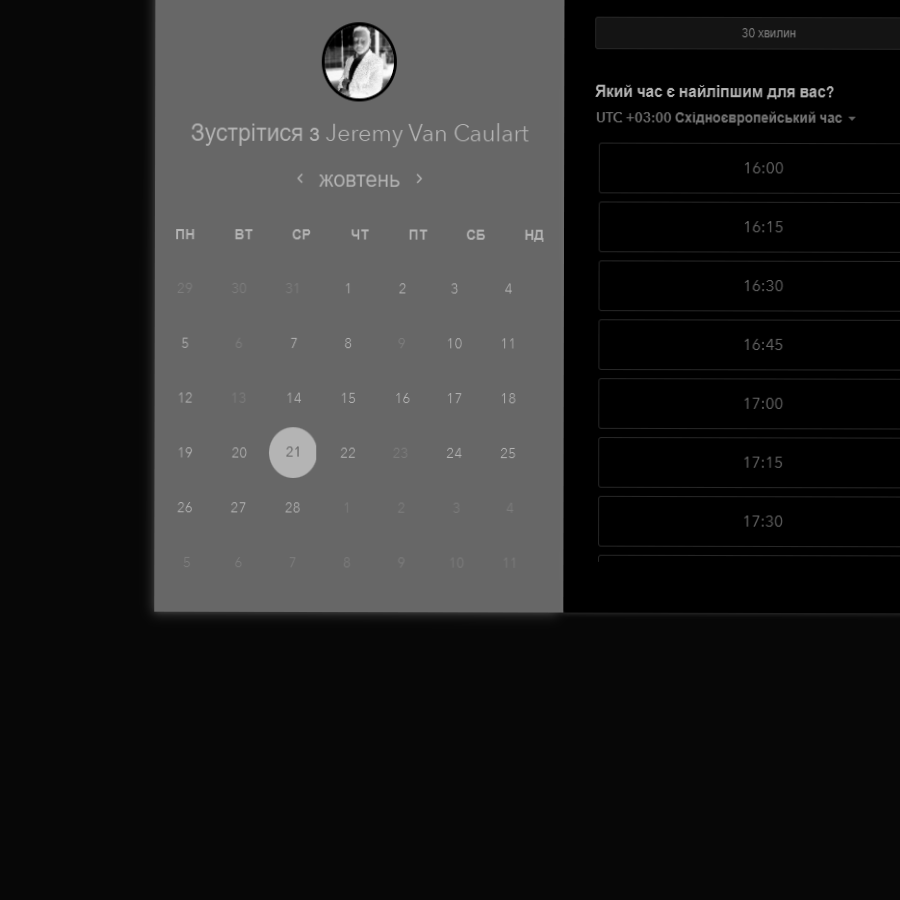 Зустрітися з Jeremy Van Caulart
жовтень
ПН ВТ СР ЧТ ПТ СБ НД
29 30 31 1 2 3 4
5 6 7 8 9 10 11
12 13 14 15 16 17 18
19 20 21 22 23 24 25
26 27 28 1 2 3 4
5 6 7 8 9 10 11
30 хвилин
Який час є найліпшим для вас?
UTC +03:00 Східноєвропейський час
16:00
16:15
16:30
16:45
17:00
17:15
17:30